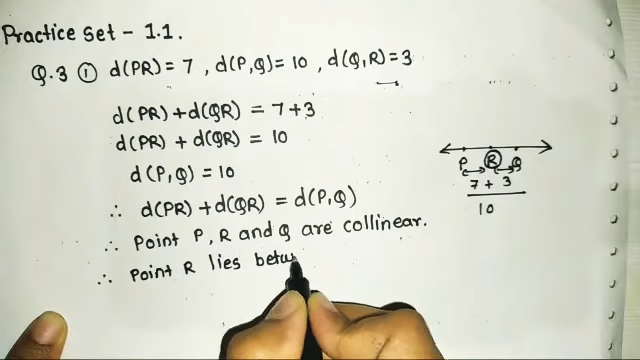 Practice Set - 1.1.
Q.3 ① d(PR) = 7 , d(P,Q) = 10 , d(Q,R) = 3
d(PR) + d(QR) = 7 + 3
d(PR) + d(QR) = 10
d(P,Q) = 10
∴ d(PR) + d(QR) = d(P,Q)
∴ Point P, R and Q are collinear.
∴ Point R lies betw
P R Q
7 + 3
10